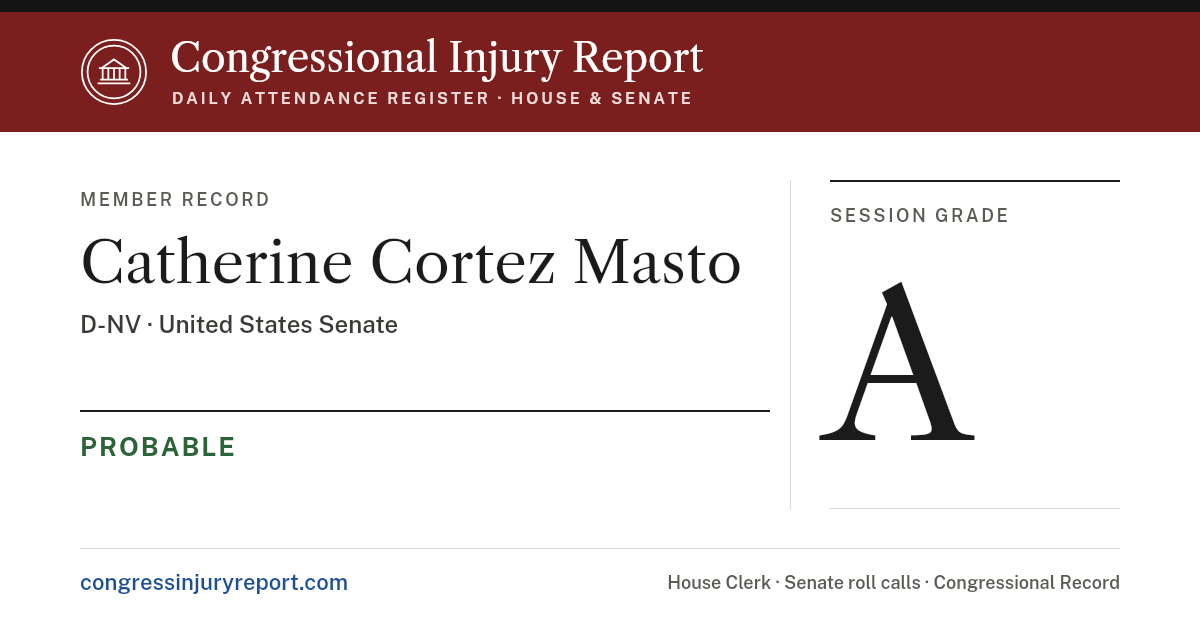 Congressional Injury Report
DAILY ATTENDANCE REGISTER · HOUSE & SENATE
MEMBER RECORD
Catherine Cortez Masto
D-NV · United States Senate
PROBABLE
SESSION GRADE
A
congressinjuryreport.com
House Clerk · Senate roll calls · Congressional Record